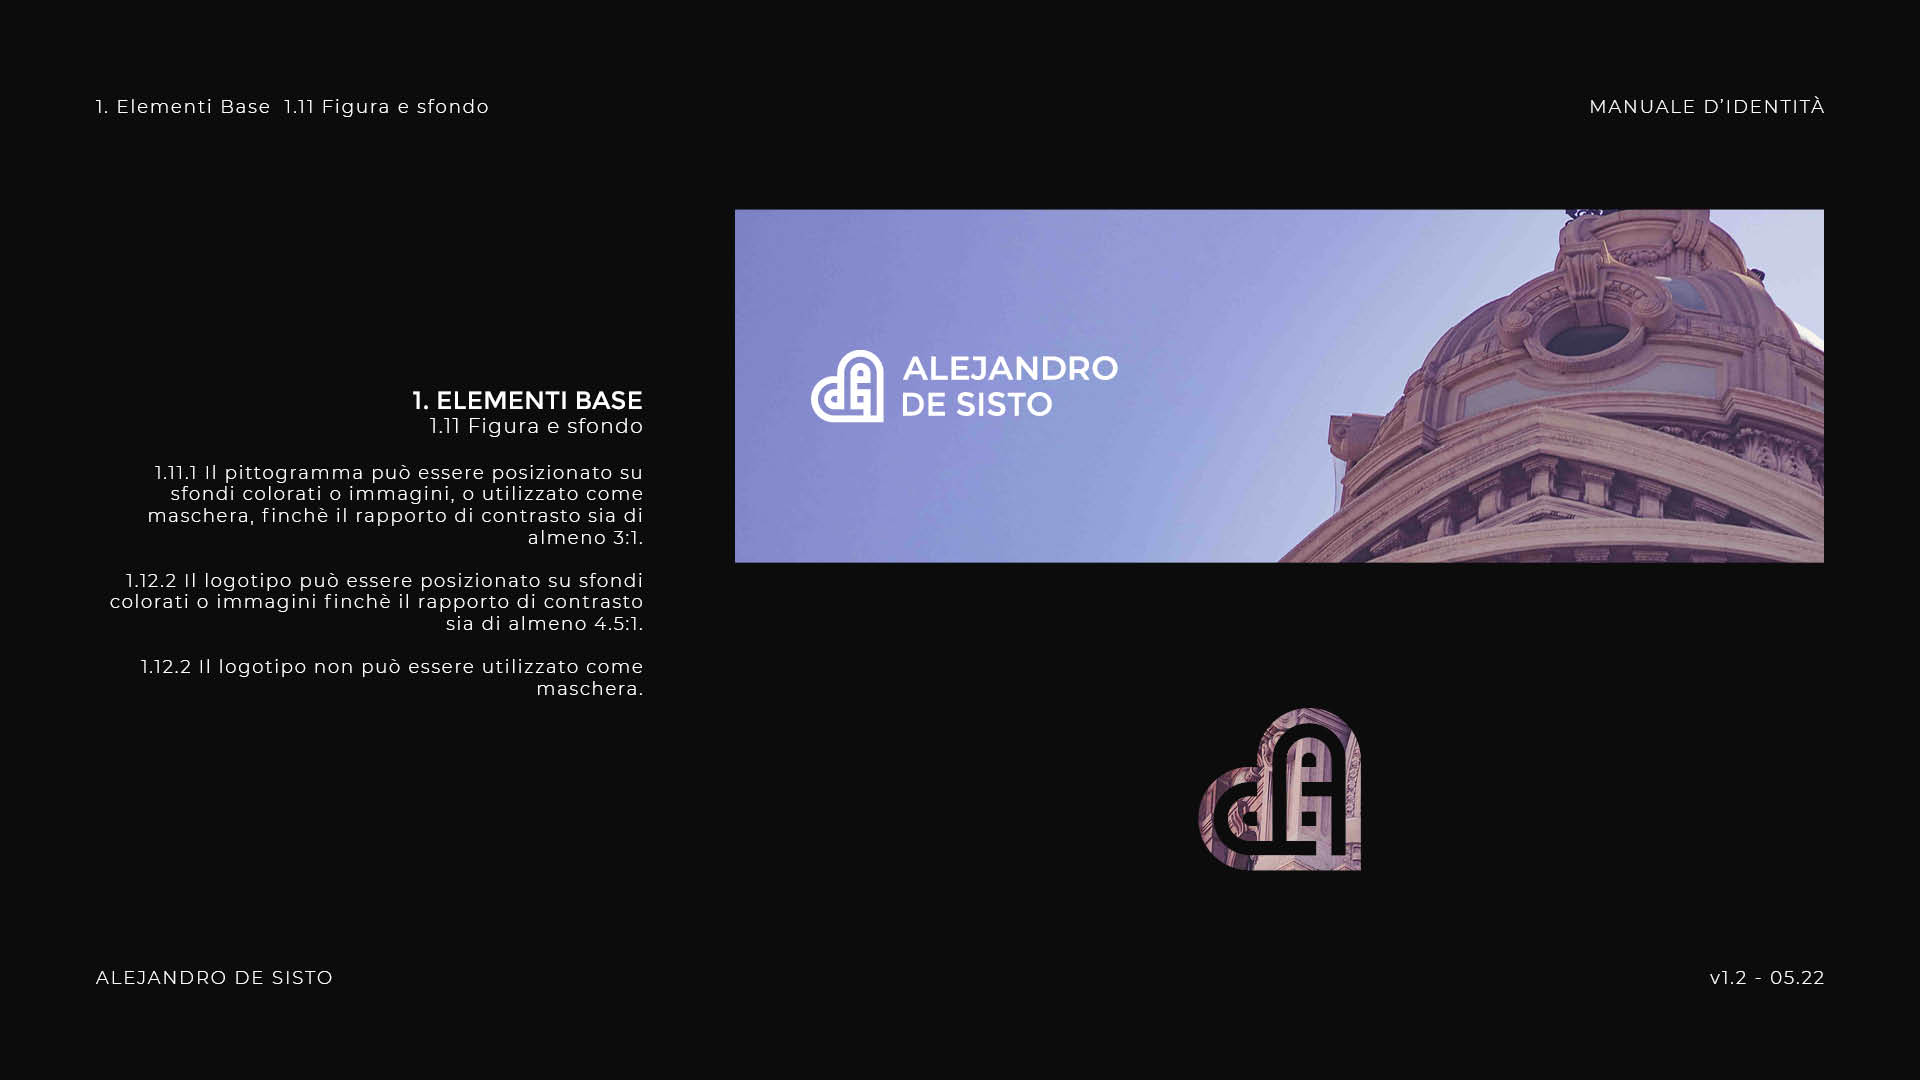 1. Elementi Base  1.11 Figura e sfondo
MANUALE D’IDENTITÀ
1. ELEMENTI BASE
1.11 Figura e sfondo
1.11.1 Il pittogramma può essere posizionato su
sfondi colorati o immagini, o utilizzato come
maschera, finchè il rapporto di contrasto sia di
almeno 3:1.
1.12.2 Il logotipo può essere posizionato su sfondi
colorati o immagini finchè il rapporto di contrasto
sia di almeno 4.5:1.
1.12.2 Il logotipo non può essere utilizzato come
maschera.
ALEJANDRO
DE SISTO
ALEJANDRO DE SISTO
v1.2 - 05.22